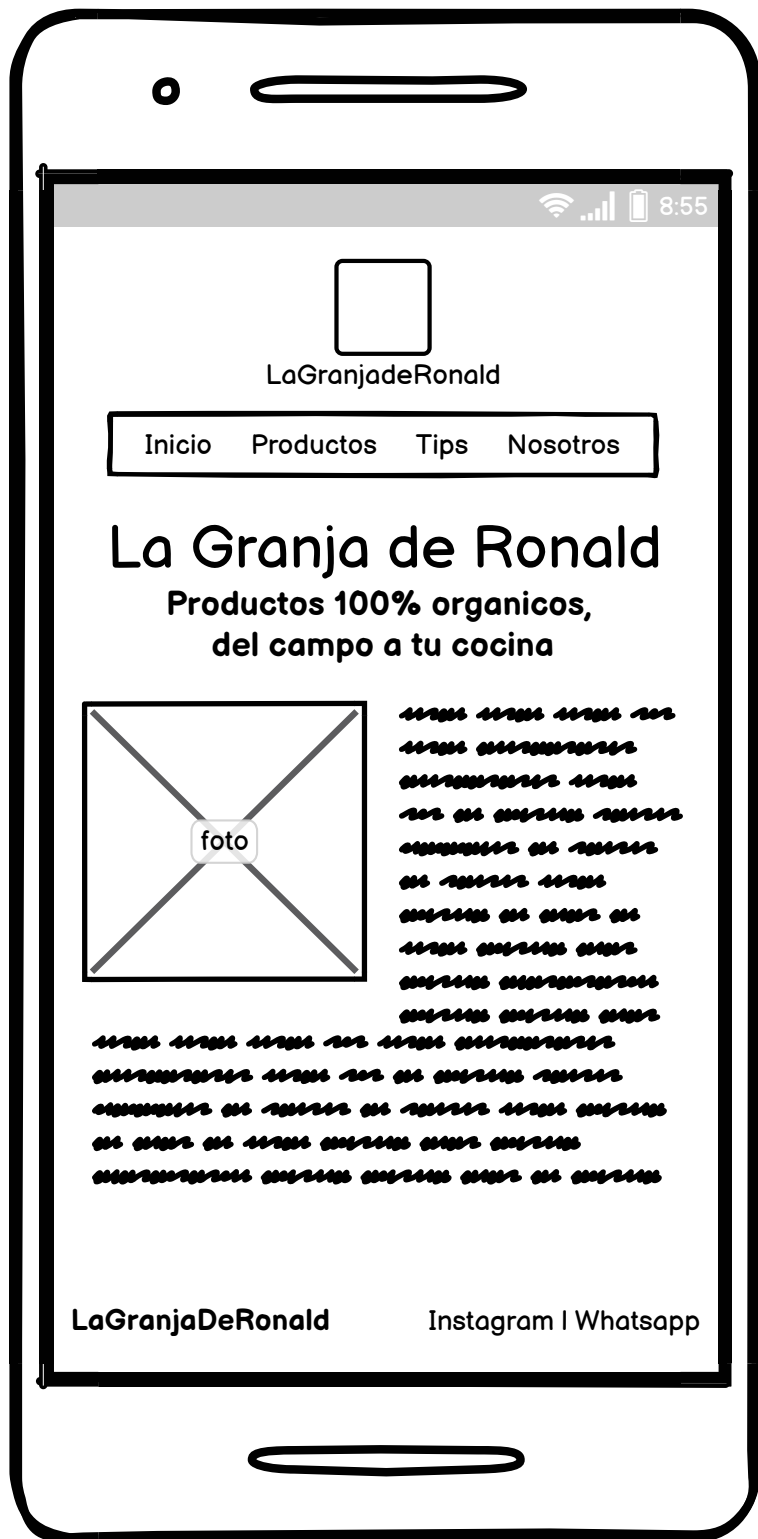 8:55
LaGranjadeRonald
Inicio Productos Tips Nosotros
La Granja de Ronald
Productos 100% organicos,
del campo a tu cocina
foto
LaGranjaDeRonald
Instagram | Whatsapp